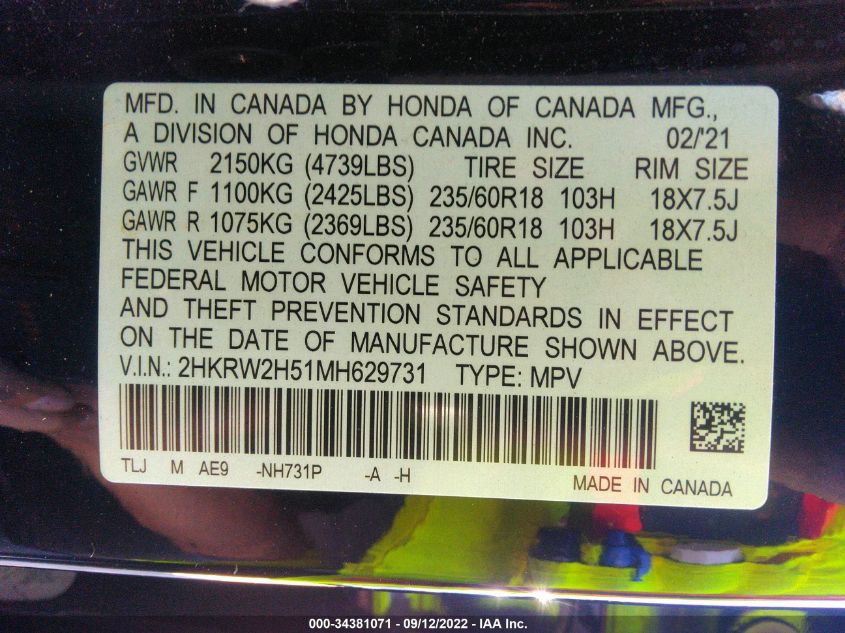 MFD. IN CANADA BY HONDA OF CANADA MFG.,
A DIVISION OF HONDA CANADA INC. 02/'21
GVWR 2150KG (4739LBS) TIRE SIZE RIM SIZE
GAWR F 1100KG (2425LBS) 235/60R18 103H 18X7.5J
GAWR R 1075KG (2369LBS) 235/60R18 103H 18X7.5J
THIS VEHICLE CONFORMS TO ALL APPLICABLE
FEDERAL MOTOR VEHICLE SAFETY
AND THEFT PREVENTION STANDARDS IN EFFECT
ON THE DATE OF MANUFACTURE SHOWN ABOVE.
V.I.N.: 2HKRW2H51MH629731 TYPE: MPV
TLJ M AE9 -NH731P -A -H
MADE IN CANADA
000-34381071 - 09/12/2022 - IAA Inc.